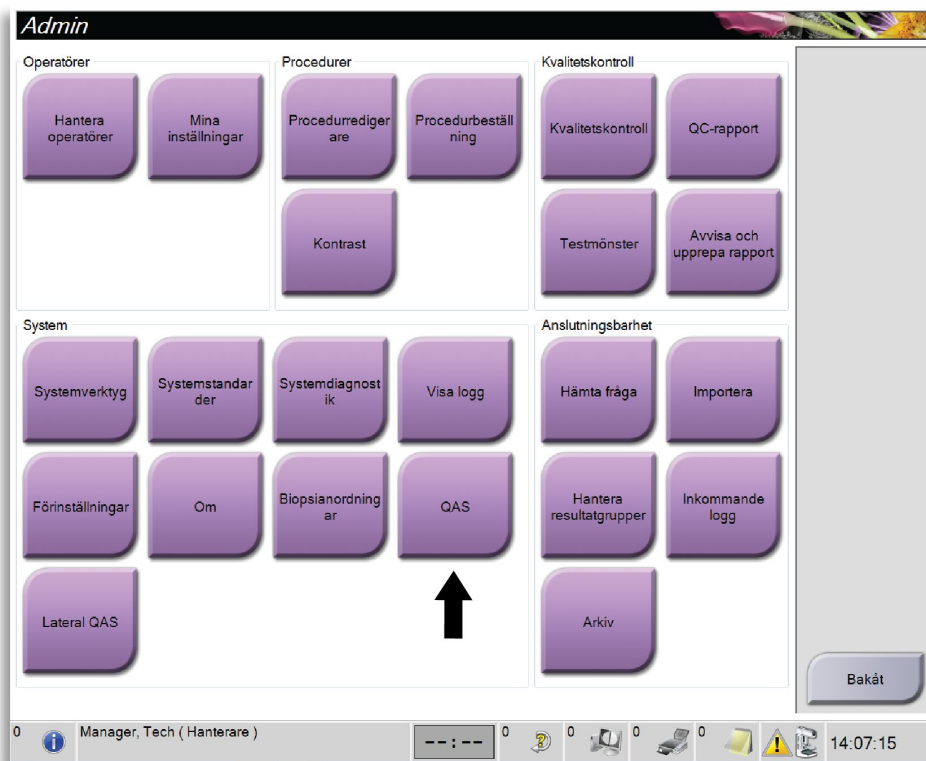 Admin
Operatörer
Hantera
operatörer
Mina
inställningar
Procedurer
Procedurrediger
are
Procedurbeställ
ning
Kontrast
Kvalitetskontroll
Kvalitetskontroll
QC-rapport
Testmönster
Avvisa och
upprepa rapport
System
Systemverktyg
Systemstandar
der
Systemdiagnost
ik
Visa logg
Förinställningar
Om
Biopsianordning
ar
QAS
Lateral QAS
Anslutningsbarhet
Hämta fråga
Importera
Hantera
resultatgrupper
Inkommande
logg
Arkiv
Bakåt
0
Manager, Tech ( Hanterare )
--:--
0
0
0
0
14:07:15